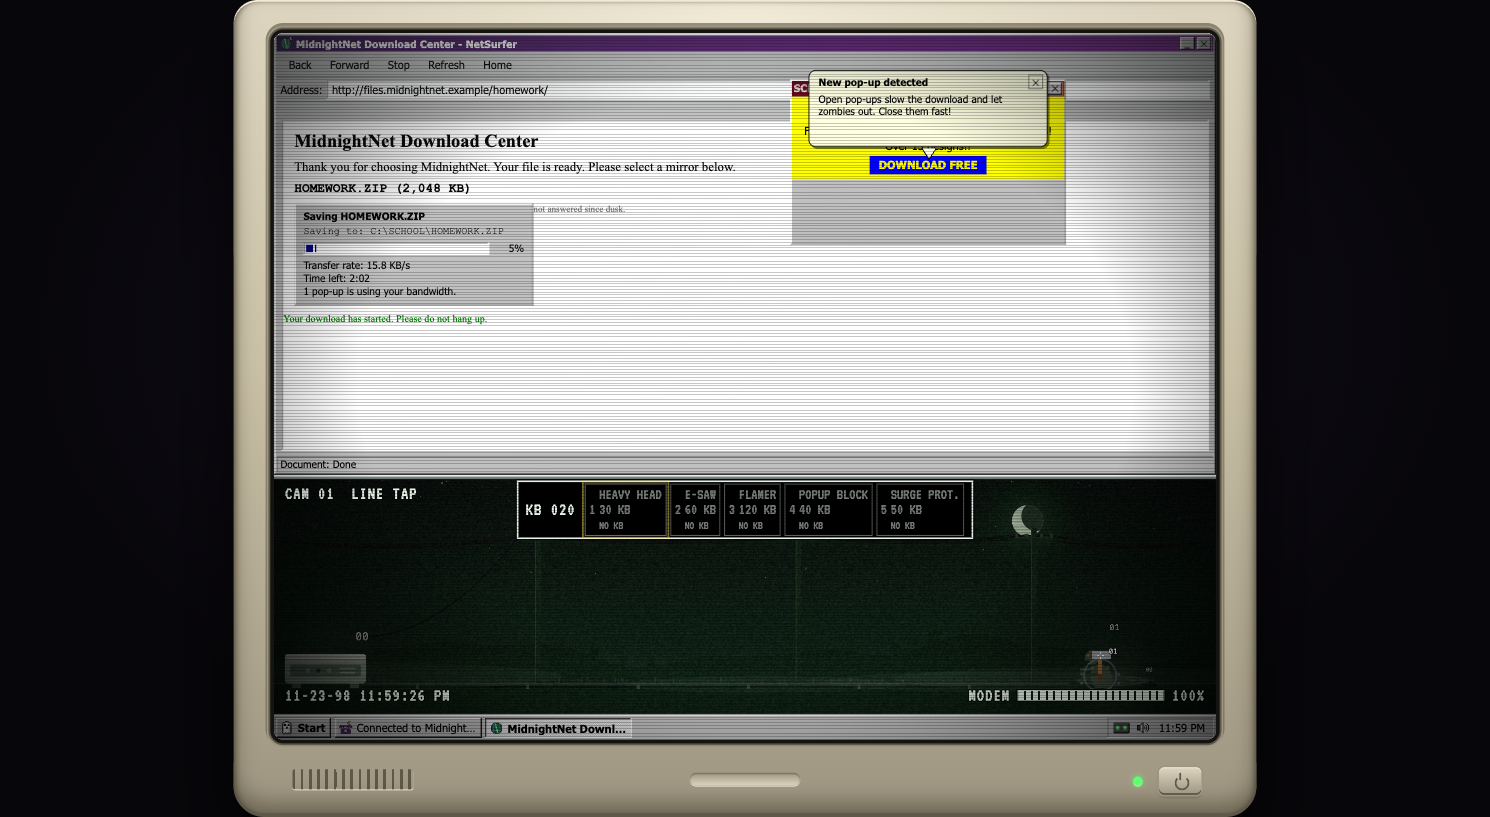 MidnightNet Download Center - NetSurfer
Back Forward Stop Refresh Home
Address: http://files.midnightnet.example/homework/
SC
New pop-up detected
Open pop-ups slow the download and let
zombies out. Close them fast!
F !
DOWNLOAD FREE
MidnightNet Download Center
Thank you for choosing MidnightNet. Your file is ready. Please select a mirror below.
HOMEWORK.ZIP (2,048 KB)
not answered since dusk.
Saving HOMEWORK.ZIP
Saving to: C:\SCHOOL\HOMEWORK.ZIP
5%
Transfer rate: 15.8 KB/s
Time left: 2:02
1 pop-up is using your bandwidth.
Your download has started. Please do not hang up.
Document: Done
CAM 01 LINE TAP
KB 020
HEAVY HEAD
1 30 KB
NO KB
E-SAW
2 60 KB
NO KB
FLAMER
3 120 KB
NO KB
POPUP BLOCK
4 40 KB
NO KB
SURGE PROT.
5 50 KB
NO KB
00
01
01
11-23-98 11:59:26 PM
MODEM 100%
Start
Connected to Midnight...
MidnightNet Downl...
11:59 PM